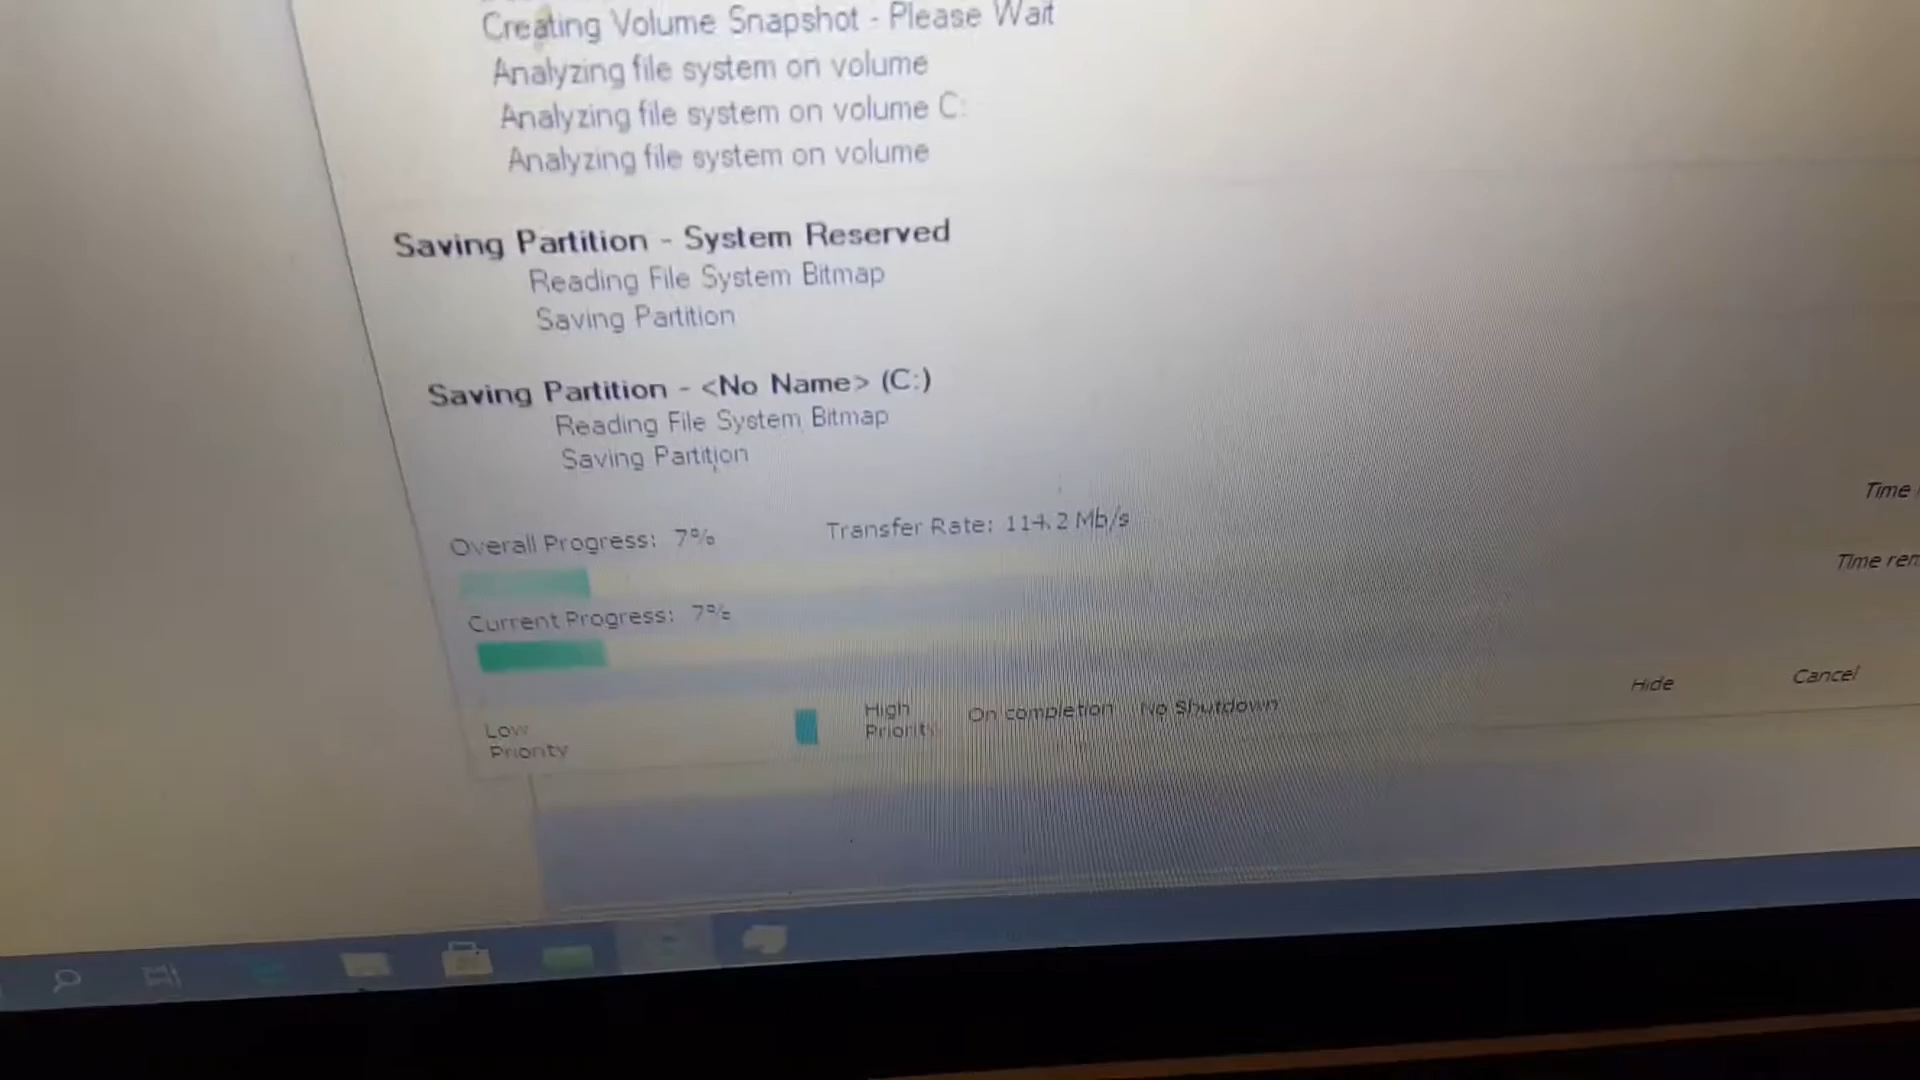 Creating Volume Snapshot - Please Wait
Analyzing file system on volume
Analyzing file system on volume C:
Analyzing file system on volume
Saving Partition - System Reserved
Reading File System Bitmap
Saving Partition
Saving Partition - <No Name> (C:)
Reading File System Bitmap
Saving Partition
Time
Overall Progress: 7% Transfer Rate: 114.2 Mb/s
Time
Current Progress: 7%
Low Priority
High Priority
On completion No Shutdown Hide Cancel